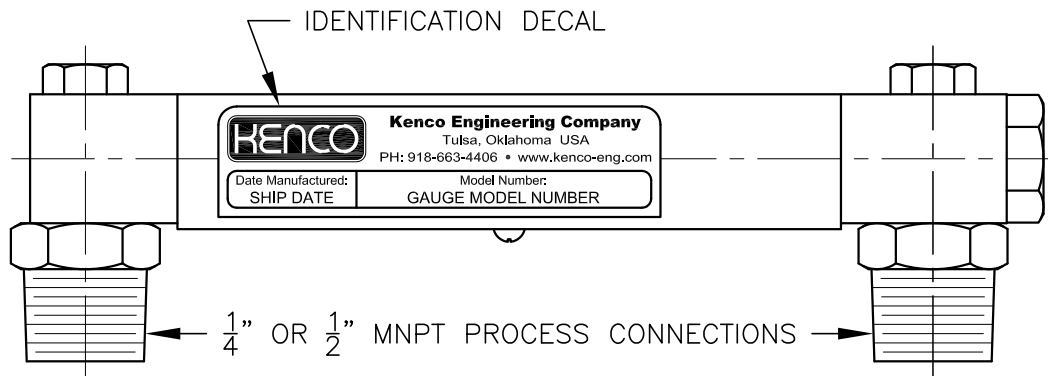 IDENTIFICATION DECAL
KENCO
Kenco Engineering Company
Tulsa, Oklahoma USA
PH: 918-663-4406 • www.kenco-eng.com
Date Manufactured:
SHIP DATE
Model Number:
GAUGE MODEL NUMBER
1/4” OR 1/2” MNPT PROCESS CONNECTIONS